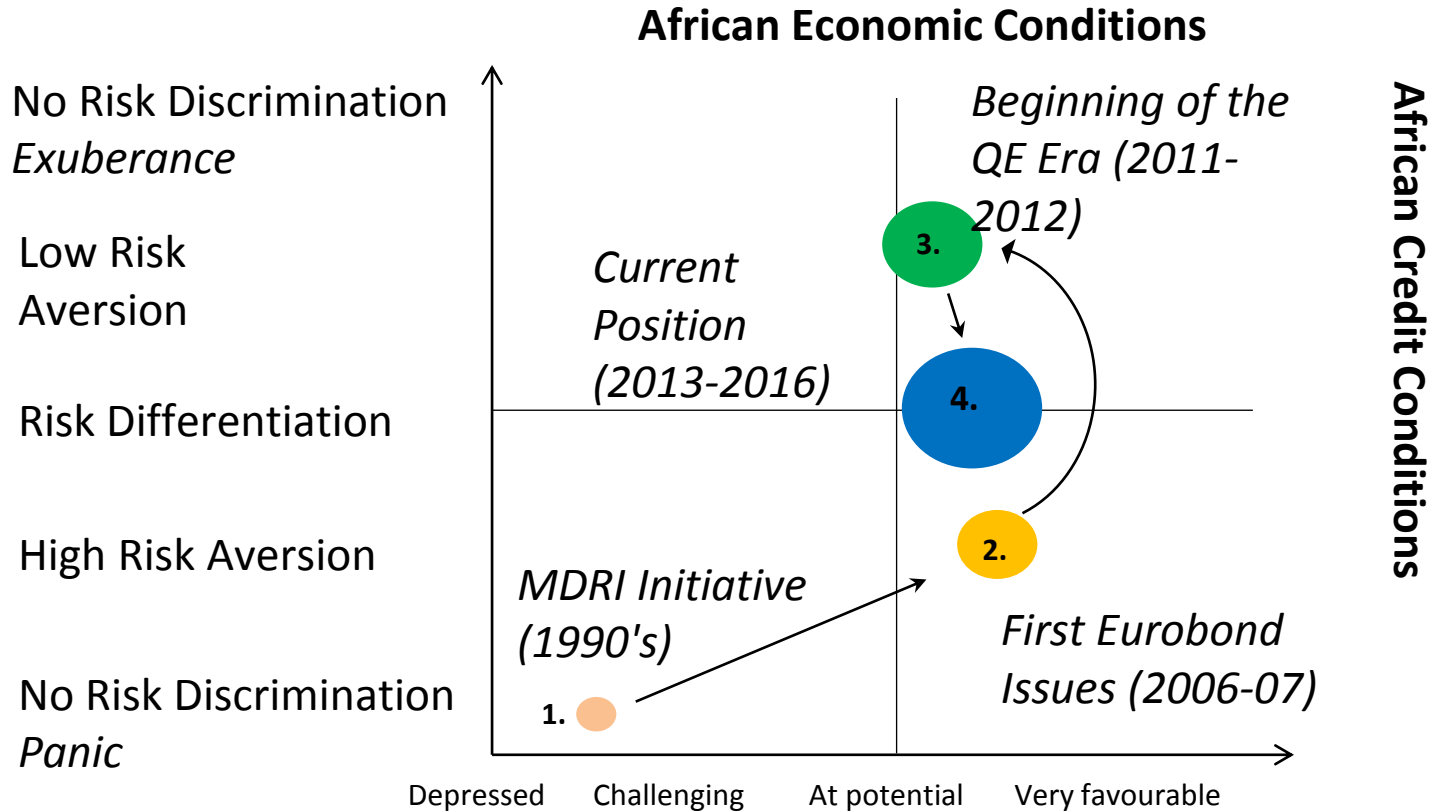 African Economic Conditions
No Risk Discrimination
Exuberance
Beginning of the
QE Era (2011-
2012)
African Credit Conditions
Low Risk
Aversion
3.
Current
Position
(2013-2016)
4.
Risk Differentiation
High Risk Aversion
2.
MDRI Initiative
(1990's)
First Eurobond
Issues (2006-07)
No Risk Discrimination
Panic
1.
Depressed Challenging At potential Very favourable